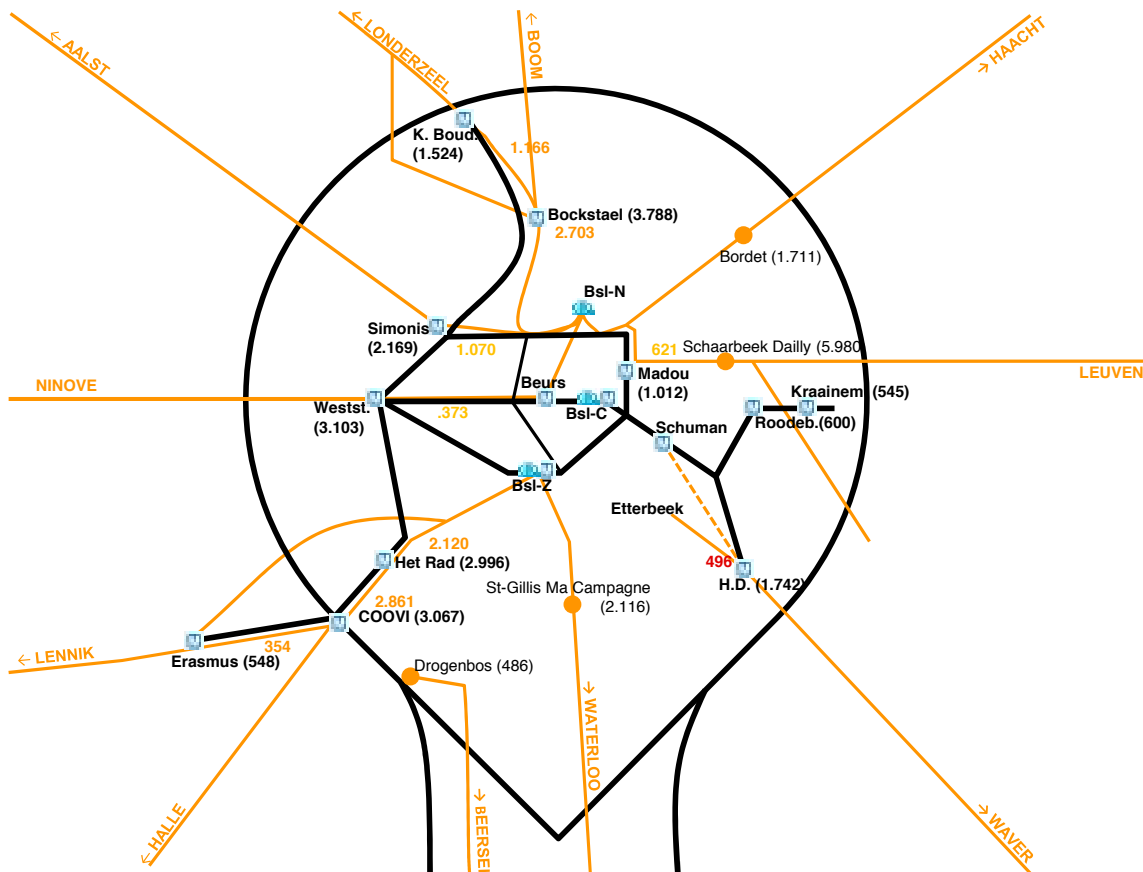 ← AALST
← LONDERZEEL
← BOOM
→ HAACHT
K. Boud.
(1.524)
1.166
Bockstael (3.788)
2.703
Bordet (1.711)
Bsl-N
Simonis
(2.169)
1.070
621
Schaarbeek Dailly (5.980
LEUVEN
NINOVE
Beurs
Madou
(1.012)
Kraainem (545)
Westst.
(3.103)
.373
Bsl-C
Roodeb.(600)
Schuman
Bsl-Z
Etterbeek
2.120
Het Rad (2.996)
496
H.D. (1.742)
St-Gillis Ma Campagne
(2.116)
2.861
COOVI (3.067)
354
← LENNIK
Erasmus (548)
Drogenbos (486)
→ WATERLOO
← HALLE
→ BEERSEL
→ WAVER